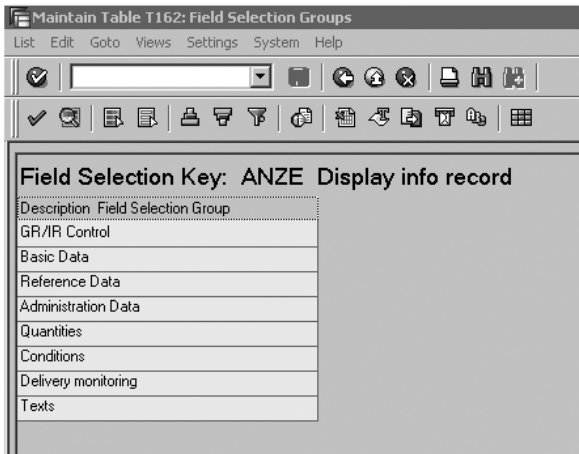 Maintain Table T162: Field Selection Groups
List Edit Goto Views Settings System Help
Field Selection Key: ANZE Display info record
Description Field Selection Group
GR/IR Control
Basic Data
Reference Data
Administration Data
Quantities
Conditions
Delivery monitoring
Texts